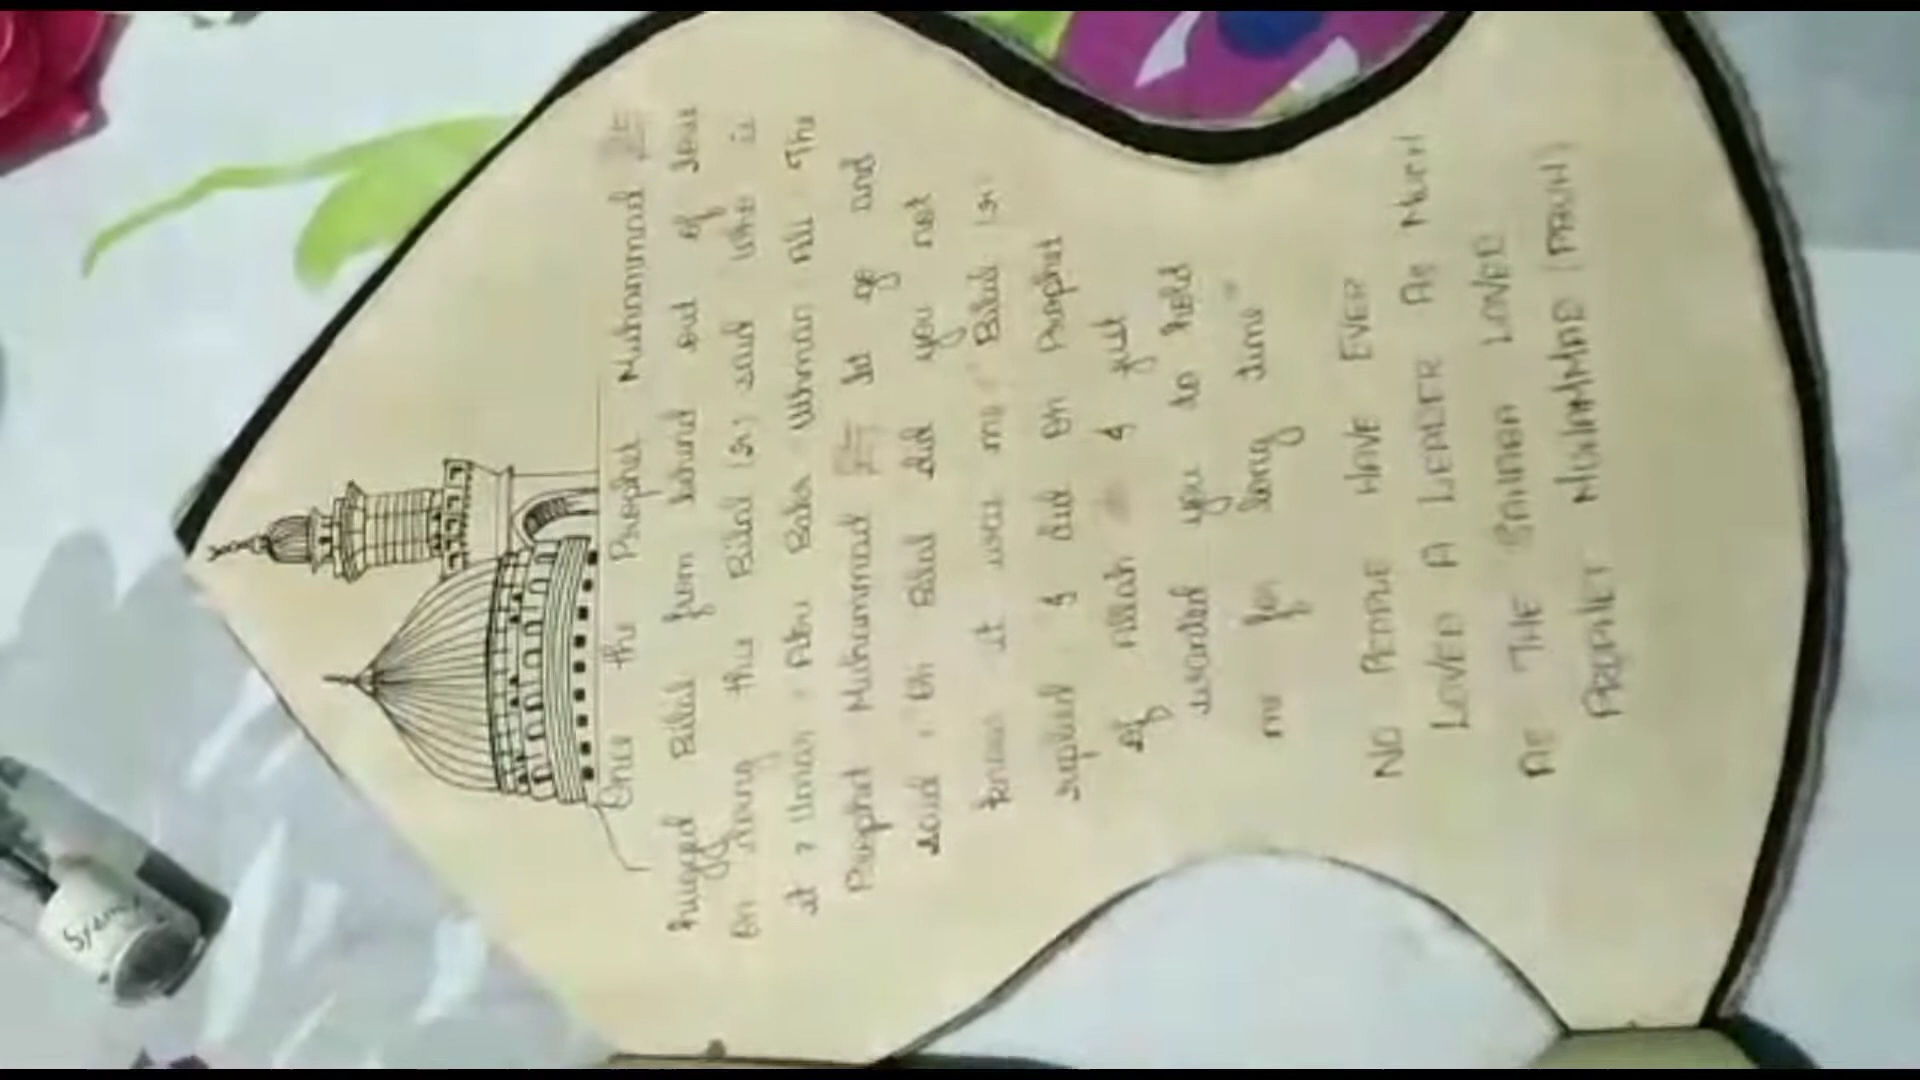 Once the Prophet Muhammad ﷺ
hugged Bilal from behind out of love
On doing this Bilal (ر) said who is
it ? Umar , Abu Bakr Uthman Ali . The
Prophet Muhammad ﷺ let go and
said , " Oh Bilal did you not
know it was me " Bilal (ر)
replied , I did Oh Prophet
of Allah I just
wanted you to hold
me for long time "
NO PEOPLE HAVE EVER
LOVED A LEADER AS MUCH
AS THE SAHABA LOVED
PROPHET MUHAMMAD (PBUH)